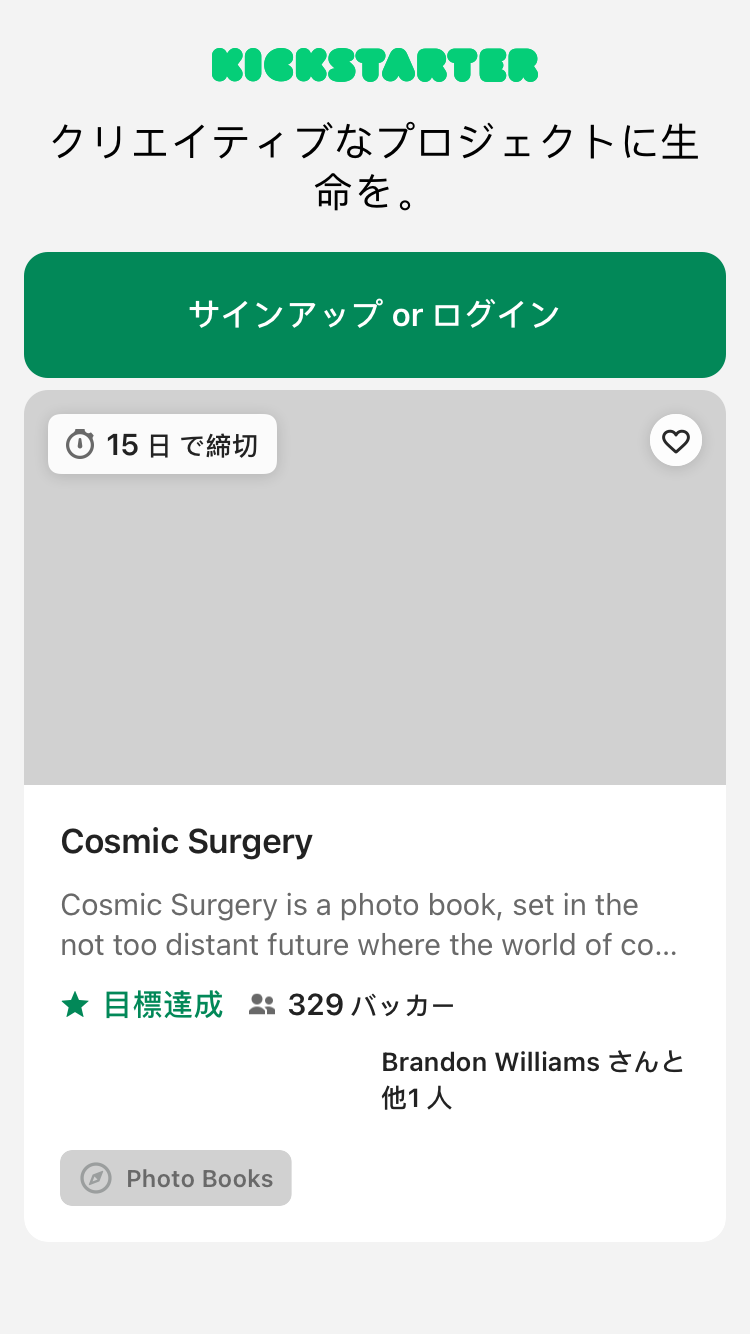 KICKSTARTER
クリエイティブなプロジェクトに生
命を。
サインアップ or ログイン
15 日 で締切
Cosmic Surgery
Cosmic Surgery is a photo book, set in the
not too distant future where the world of co...
目標達成 329 バッカー
Brandon Williams さんと
他1 人
Photo Books